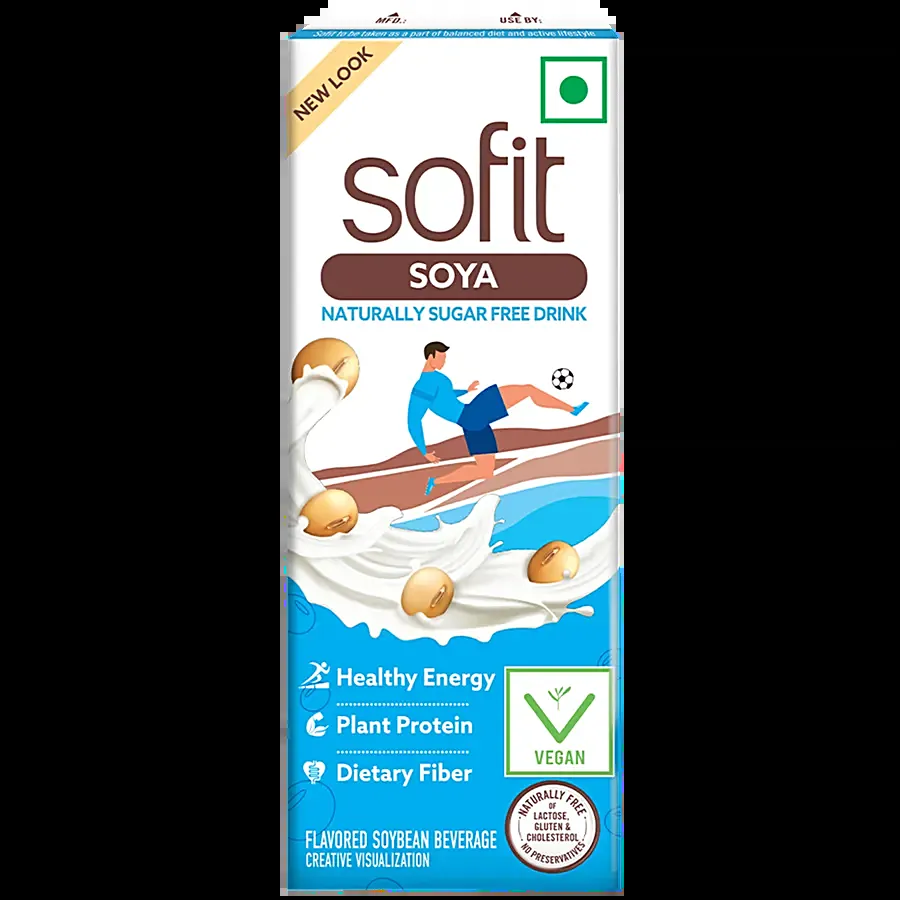 MFD.: USE BY:
Sofit to be taken as a part of balanced diet and active lifestyle
NEW LOOK
sofit
SOYA
NATURALLY SUGAR FREE DRINK
Healthy Energy
Plant Protein
Dietary Fiber
VEGAN
NATURALLY FREE
OF
LACTOSE,
GLUTEN &
CHOLESTEROL
NO PRESERVATIVES
FLAVORED SOYBEAN BEVERAGE
CREATIVE VISUALIZATION